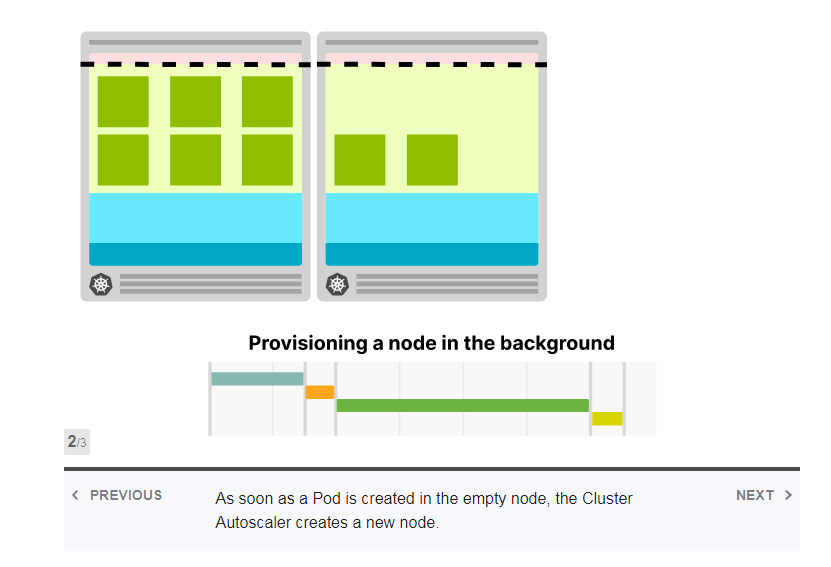 Provisioning a node in the background
2/3
PREVIOUS
As soon as a Pod is created in the empty node, the Cluster
Autoscaler creates a new node.
NEXT